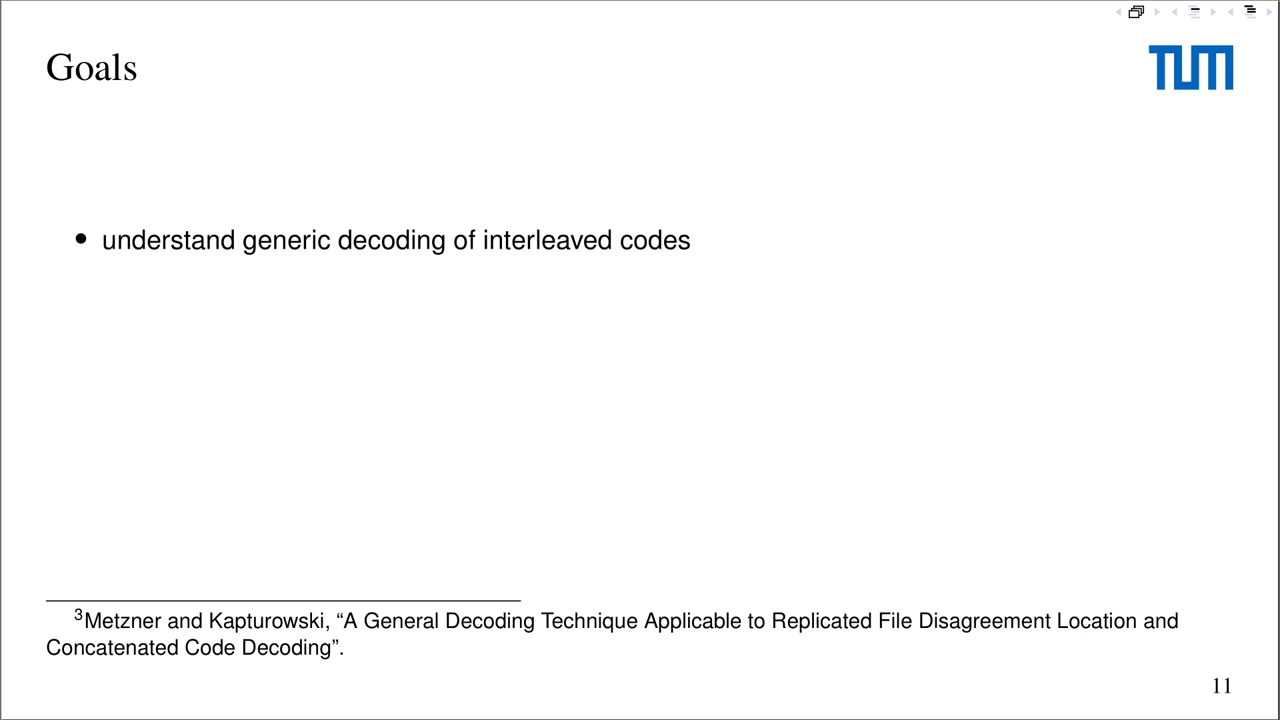 Goals
TUM
• understand generic decoding of interleaved codes
3Metzner and Kapturowski, “A General Decoding Technique Applicable to Replicated File Disagreement Location and
Concatenated Code Decoding”.
11